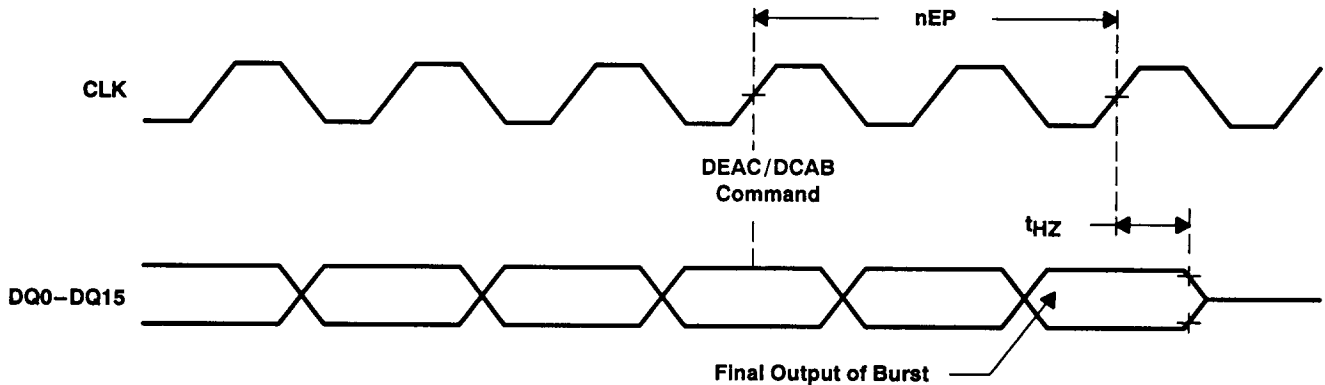 nEP
CLK
DEAC/DCAB
Command
tHZ
DQ0–DQ15
Final Output of Burst